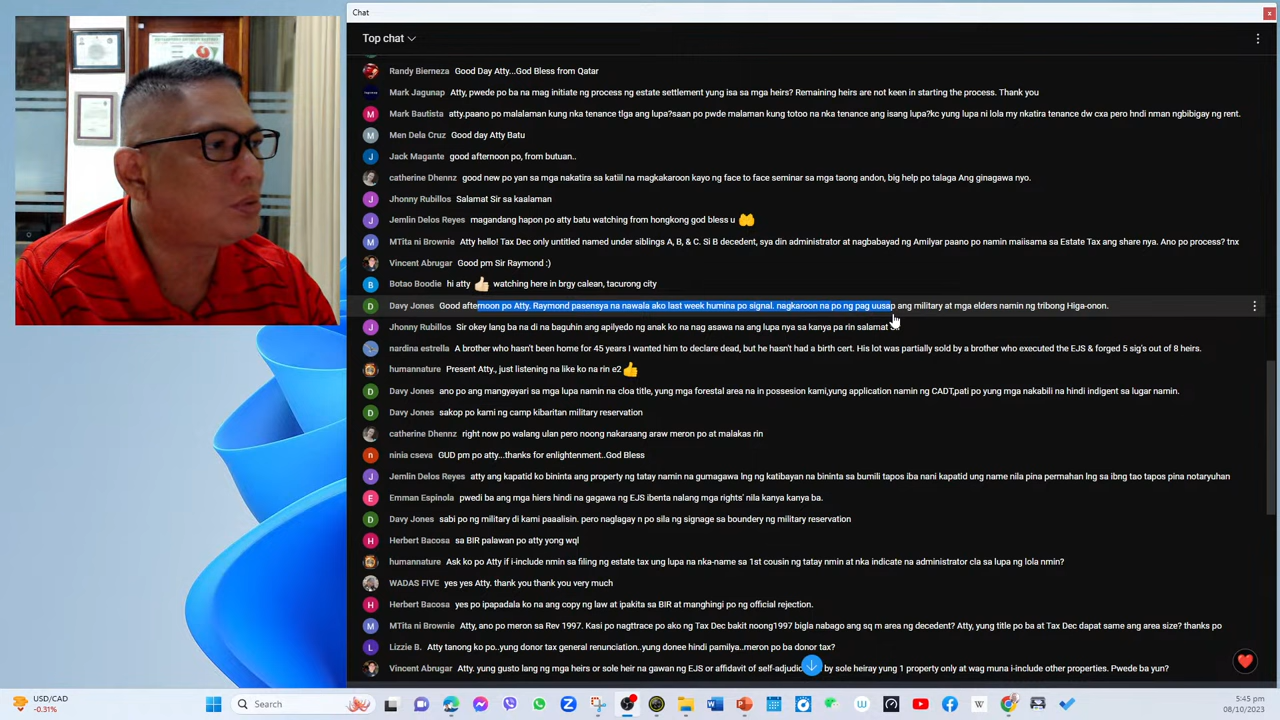 Chat
Top chat
Randy Bierneza Good Day Atty...God Bless from Qatar
Mark Jagunap Atty, pwede po ba na mag initiate ng process ng estate settlement yung isa sa mga heirs? Remaining heirs are not keen in starting the process. Thank you
Mark Bautista atty.paano po malalaman kung nka tenance tlga ang lupa?saan po pwde malaman kung totoo na nka tenance ang isang lupa?kc yung lupa ni lola my nkatira tenance dw cxa pero hndi nman ngbibigay ng rent.
Men Dela Cruz Good day Atty Batu
Jack Magante good afternoon po, from butuan..
catherine Dhennz good new po yan sa mga nakatira sa katiil na magkakaroon kayo ng face to face seminar sa mga taong andon, big help po talaga Ang ginagawa nyo.
Jhonny Rubillos Salamat Sir sa kaalaman
Jemlin Delos Reyes magandang hapon po atty batu watching from hongkong god bless u
MTita ni Brownie Atty hello! Tax Dec only untitled named under siblings A, B, & C. Si B decedent, sya din administrator at nagbabayad ng Amilyar paano po namin maiisama sa Estate Tax ang share nya. Ano po process? tnx
Vincent Abrugar Good pm Sir Raymond :)
Botao Boodie hi atty watching here in brgy calean, tacurong city
Davy Jones Good afternoon po Atty. Raymond pasensya na nawala ako last week humina po signal. nagkaroon na po ng pag uusap ang military at mga elders namin ng tribong Higa-onon.
Jhonny Rubillos Sir okey lang ba na di na baguhin ang apilyedo ng anak ko na nag asawa na ang lupa nya sa kanya pa rin salamat
nardina estrella A brother who hasn't been home for 45 years I wanted him to declare dead, but he hasn't had a birth cert. His lot was partially sold by a brother who executed the EJS & forged 5 sig's out of 8 heirs.
humannature Present Atty., just listening na like ko na rin e2
Davy Jones ano po ang mangyayari sa mga lupa namin na cloa title, yung mga forestal area na in possesion kami,yung application namin ng CADT,pati po yung mga nakabili na hindi indigent sa lugar namin.
Davy Jones sakop po kami ng camp kibaritan military reservation
catherine Dhennz right now po walang ulan pero noong nakaraang araw meron po at malakas rin
ninia cseva GUD pm po atty...thanks for enlightenment..God Bless
Jemlin Delos Reyes atty ang kapatid ko bininta ang property ng tatay namin na gumagawa lng ng katibayan na bininta sa bumili tapos iba nani kapatid ung name nila pina permahan lng sa ibng tao tapos pina notaryuhan
Emman Espinola pwedi ba ang mga hiers hindi na gagawa ng EJS ibenta nalang mga rights' nila kanya kanya ba.
Davy Jones sabi po ng military di kami paaalisin. pero naglagay n po sila ng signage sa boundery ng military reservation
Herbert Bacosa sa BIR palawan po atty yong wql
humannature Ask ko po Atty if i-include nmin sa filing ng estate tax ung lupa na nka-name sa 1st cousin ng tatay nmin at nka indicate cla sa lupa ng lola nmin?
WADAS FIVE yes yes Atty. thank you thank you very much
Herbert Bacosa yes po ipapadala ko na ang copy ng law at ipakita sa BIR at manghingi po ng official rejection.
MTita ni Brownie Atty, ano po meron sa Rev 1997. Kasi po nagttrace po ako ng Tax Dec bakit noong1997 bigla nabago ang sq m area ng decedent? Atty, yung title po ba at Tax Dec dapat same ang area size? thanks po
Lizzie B. Atty tanong ko po..yung donor tax general renunciation..yung donee hindi pamilya..meron po ba donor tax?
Vincent Abrugar Atty. yung gusto lang ng mga heirs or sole heir na gawan ng EJS or affidavit of self-adjudic by sole heiray yung 1 property only at wag muna i-include other properties. Pwede ba yun?
USD/CAD
-0.31%
Search
5:45 pm
08/10/2023